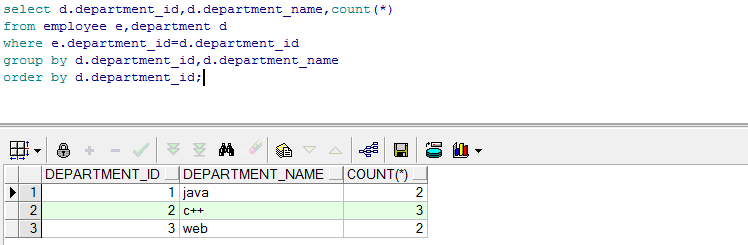 select d.department_id,d.department_name,count(*)
from employee e,department d
where e.department_id=d.department_id
group by d.department_id,d.department_name
order by d.department_id;
DEPARTMENT_ID DEPARTMENT_NAME COUNT(*)
1 1 java 2
2 2 c++ 3
3 3 web 2